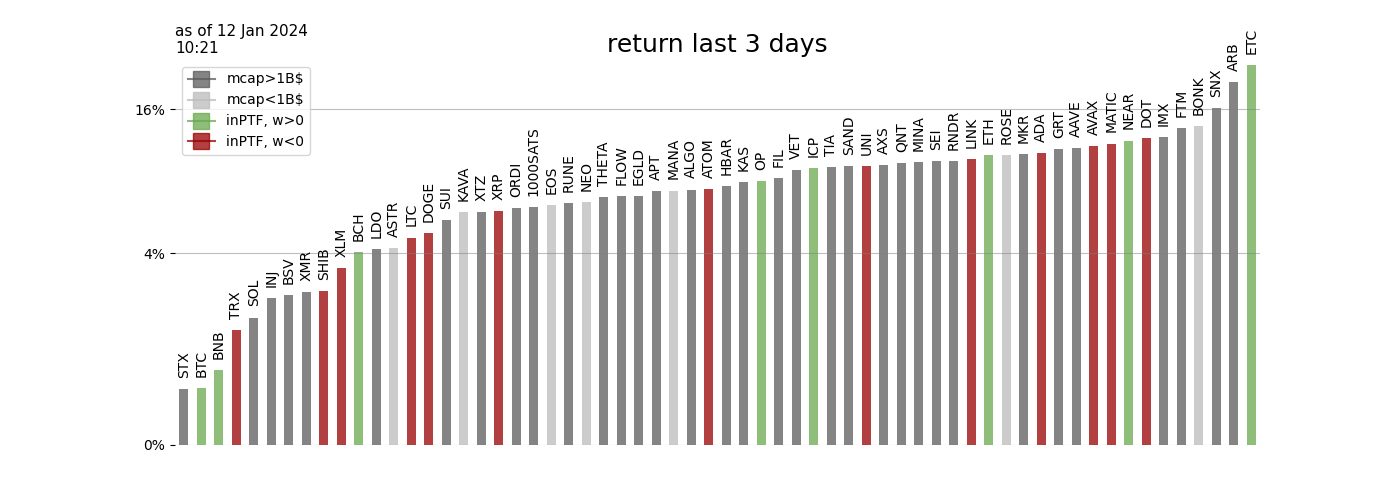 as of 12 Jan 2024
10:21
return last 3 days
mcap>1B$
mcap<1B$
inPTF, w>0
inPTF, w<0
16%
4%
0%
STX
BTC
BNB
TRX
SOL
INJ
BSV
XMR
SHIB
XLM
BCH
LDO
ASTR
LTC
DOGE
SUI
KAVA
XTZ
XRP
ORDI
1000SATS
EOS
RUNE
NEO
THETA
FLOW
EGLD
APT
MANA
ALGO
ATOM
HBAR
KAS
OP
FIL
VET
ICP
TIA
SAND
UNI
AXS
QNT
MINA
SEI
RNDR
LINK
ETH
ROSE
MKR
ADA
GRT
AAVE
AVAX
MATIC
NEAR
DOT
IMX
FTM
BONK
SNX
ARB
ETC